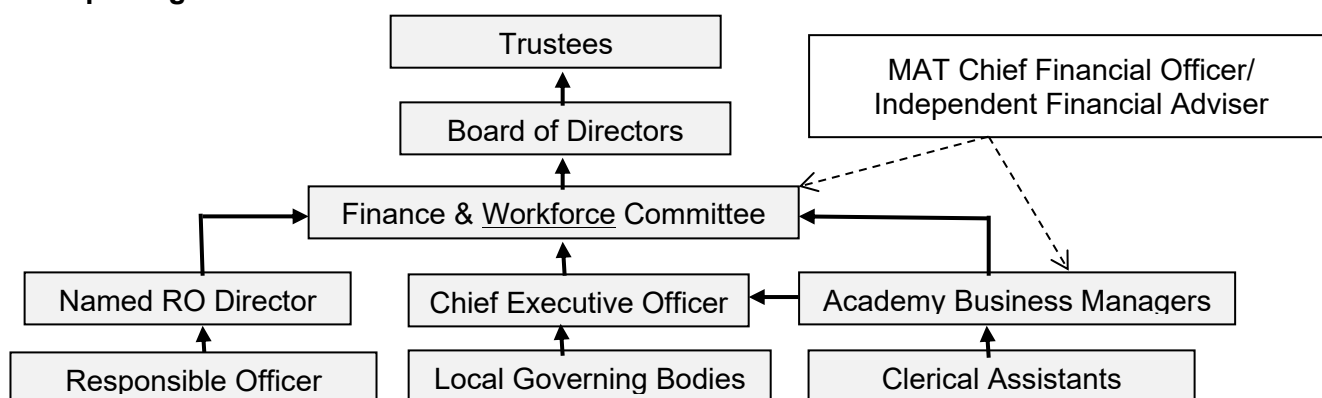 Trustees
MAT Chief Financial Officer/
Independent Financial Adviser
Board of Directors
Finance & Workforce Committee
Named RO Director
Chief Executive Officer
Academy Business Managers
Responsible Officer
Local Governing Bodies
Clerical Assistants